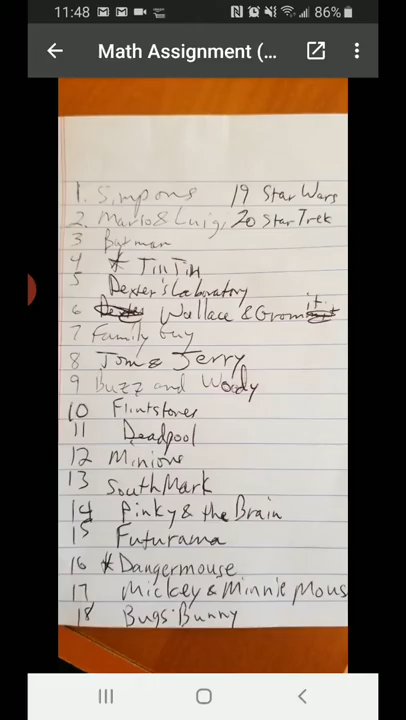 11:48 86%
Math Assignment (...
1. Simpons 19 Star Wars
2. Mario & Luigi 20 Star Trek
3 Batman
4 * TinTin
5 Dexter's Laboratory
6 Wallace & Gromit
7 Family Guy
8 Tom & Jerry
9 Buzz and Woody
10 Flintstones
11 Deadpool
12 Minions
13 South Mark
14 Pinky & the Brain
15 Futurama
16 * Dangermouse
17 Mickey & Minnie Mous
18 Bugs Bunny